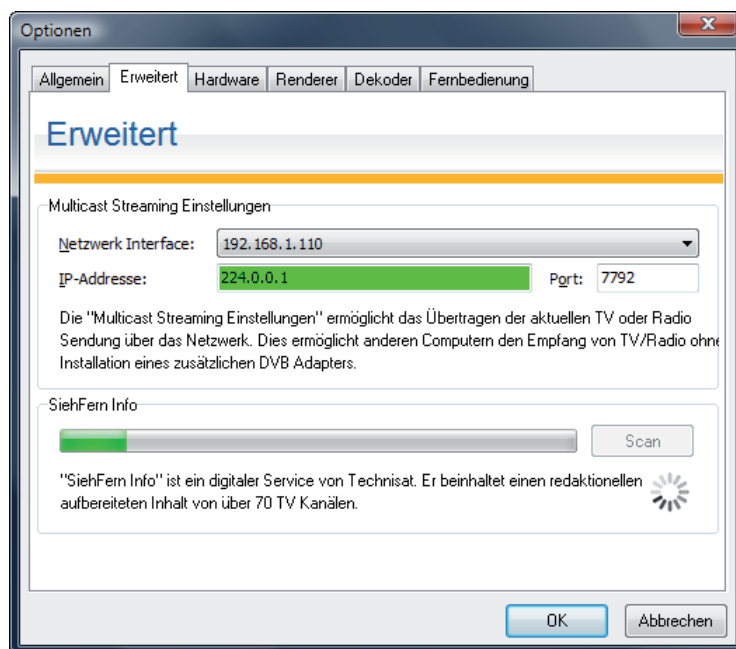 Optionen
Allgemein Erweitert Hardware Renderer Dekoder Fernbedienung
Erweitert
Multicast Streaming Einstellungen
Netzwerk Interface: 192.168.1.110
IP-Addresse: 224.0.0.1 Port: 7792
Die "Multicast Streaming Einstellungen" ermöglicht das Übertragen der aktuellen TV oder Radio
Sendung über das Netzwerk. Dies ermöglicht anderen Computern den Empfang von TV/Radio ohne
Installation eines zusätzlichen DVB Adapters.
SiehFern Info
Scan
"SiehFern Info" ist ein digitaler Service von Technisat. Er beinhaltet einen redaktionellen
aufbereiteten Inhalt von über 70 TV Kanälen.
OK Abbrechen